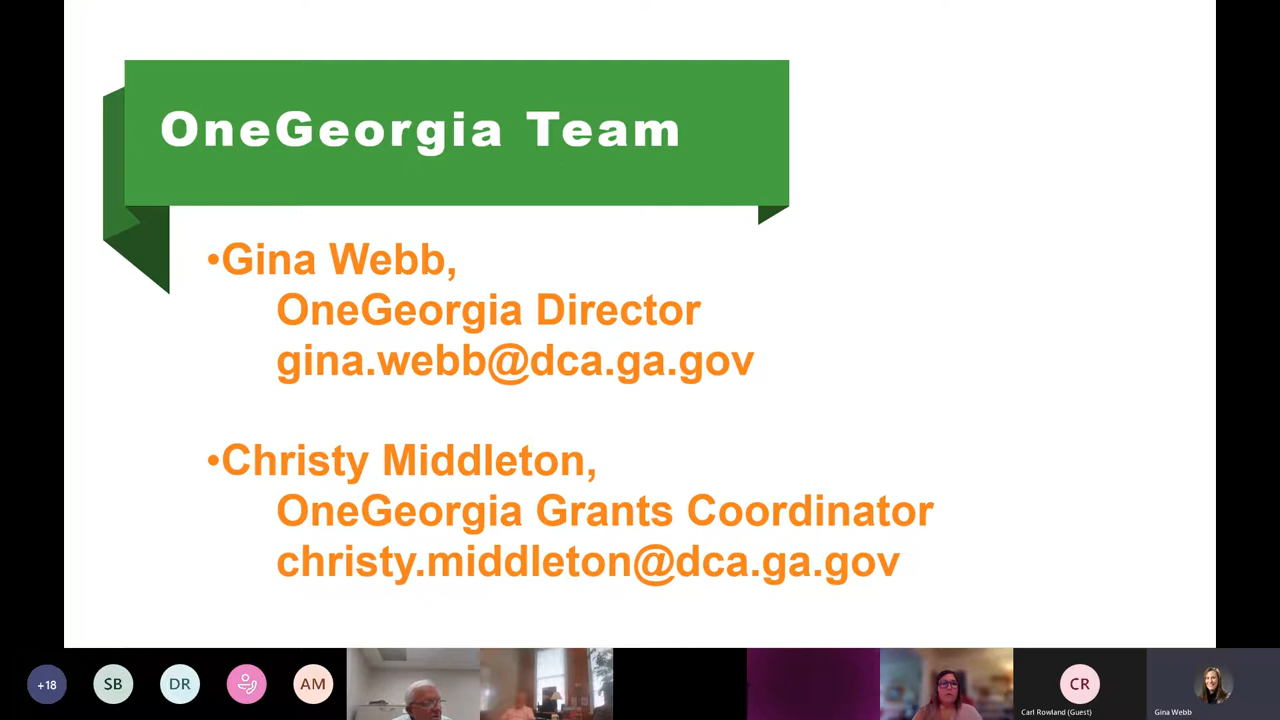 OneGeorgia Team
•Gina Webb,
OneGeorgia Director
gina.webb@dca.ga.gov
•Christy Middleton,
OneGeorgia Grants Coordinator
christy.middleton@dca.ga.gov
+18
SB
DR
AM
CR
Carl Rowland (Guest)
Gina Webb